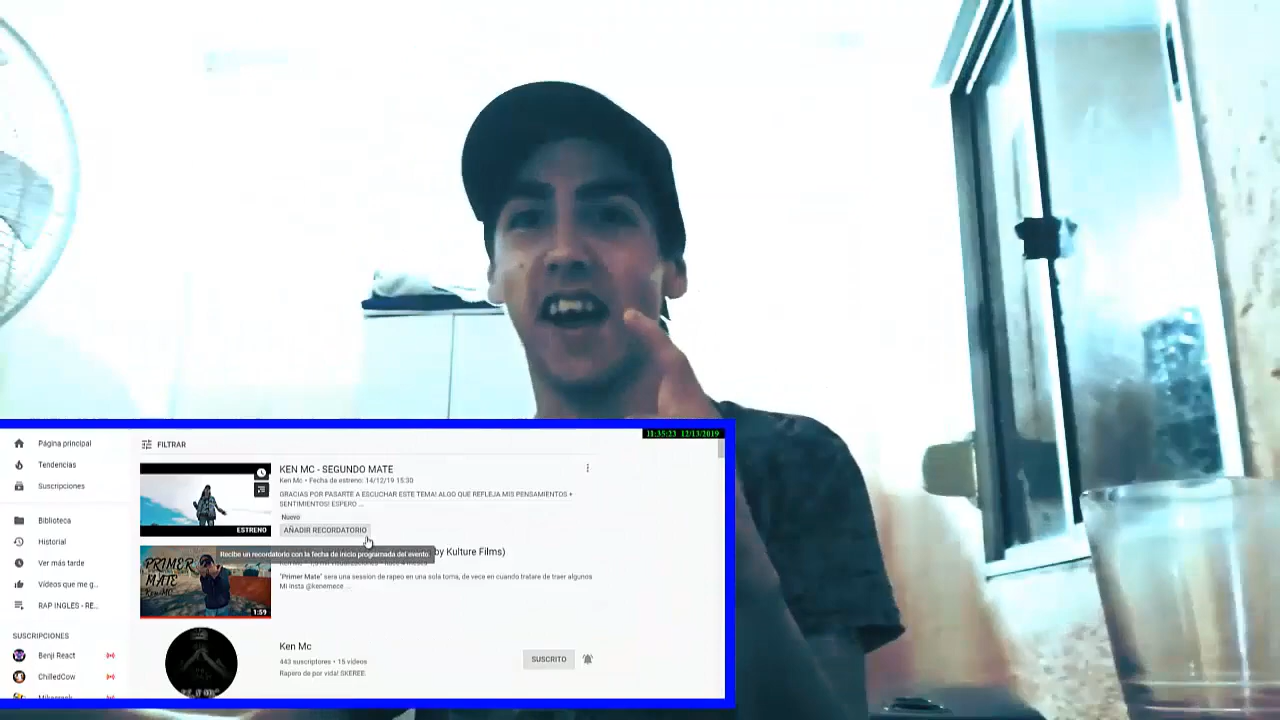 11:35:23 12/13/2019
Página principal
Tendencias
Suscripciones
Biblioteca
Historial
Ver más tarde
Vídeos que me g...
RAP INGLES - RE...
SUSCRIPCIONES
Benji React
ChilledCow
FILTRAR
KEN MC - SEGUNDO MATE
Ken Mc • Fecha de estreno: 14/12/19 15:30
GRACIAS POR PASARTE A ESCUCHAR ESTE TEMA! ALGO QUE REFLEJA MIS PENSAMIENTOS +
SENTIMIENTOS! ESPERO ...
Nuevo
AÑADIR RECORDATORIO
ESTRENO
Recibe un recordatorio con la fecha de inicio programada del evento.
by Kulture Films)
PRIMER
MATE
1:59
"Primer Mate" sera una session de rapeo en una sola toma, de vece en cuando tratare de traer algunos
Mi insta @kenemece ...
Ken Mc
443 suscriptores • 15 vídeos
Rapero de por vida! SKEREE.
SUSCRITO